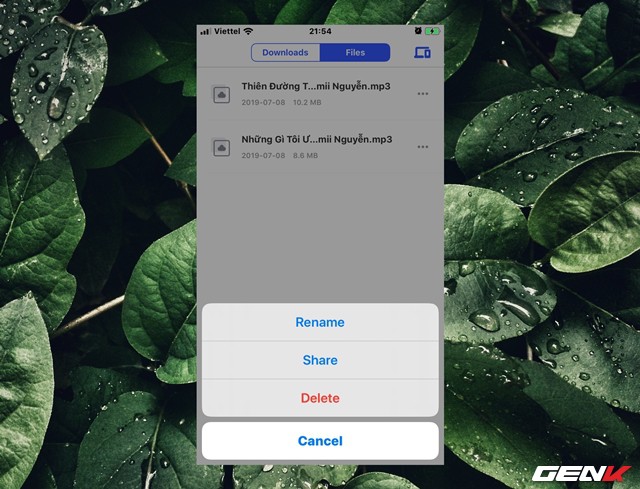 Viettel 21:54
Downloads Files
Thiên Đường T...mii Nguyễn.mp3
2019-07-08 10.2 MB
Những Gì Tôi Ư...mii Nguyễn.mp3
2019-07-08 8.6 MB
Rename
Share
Delete
Cancel
GENK